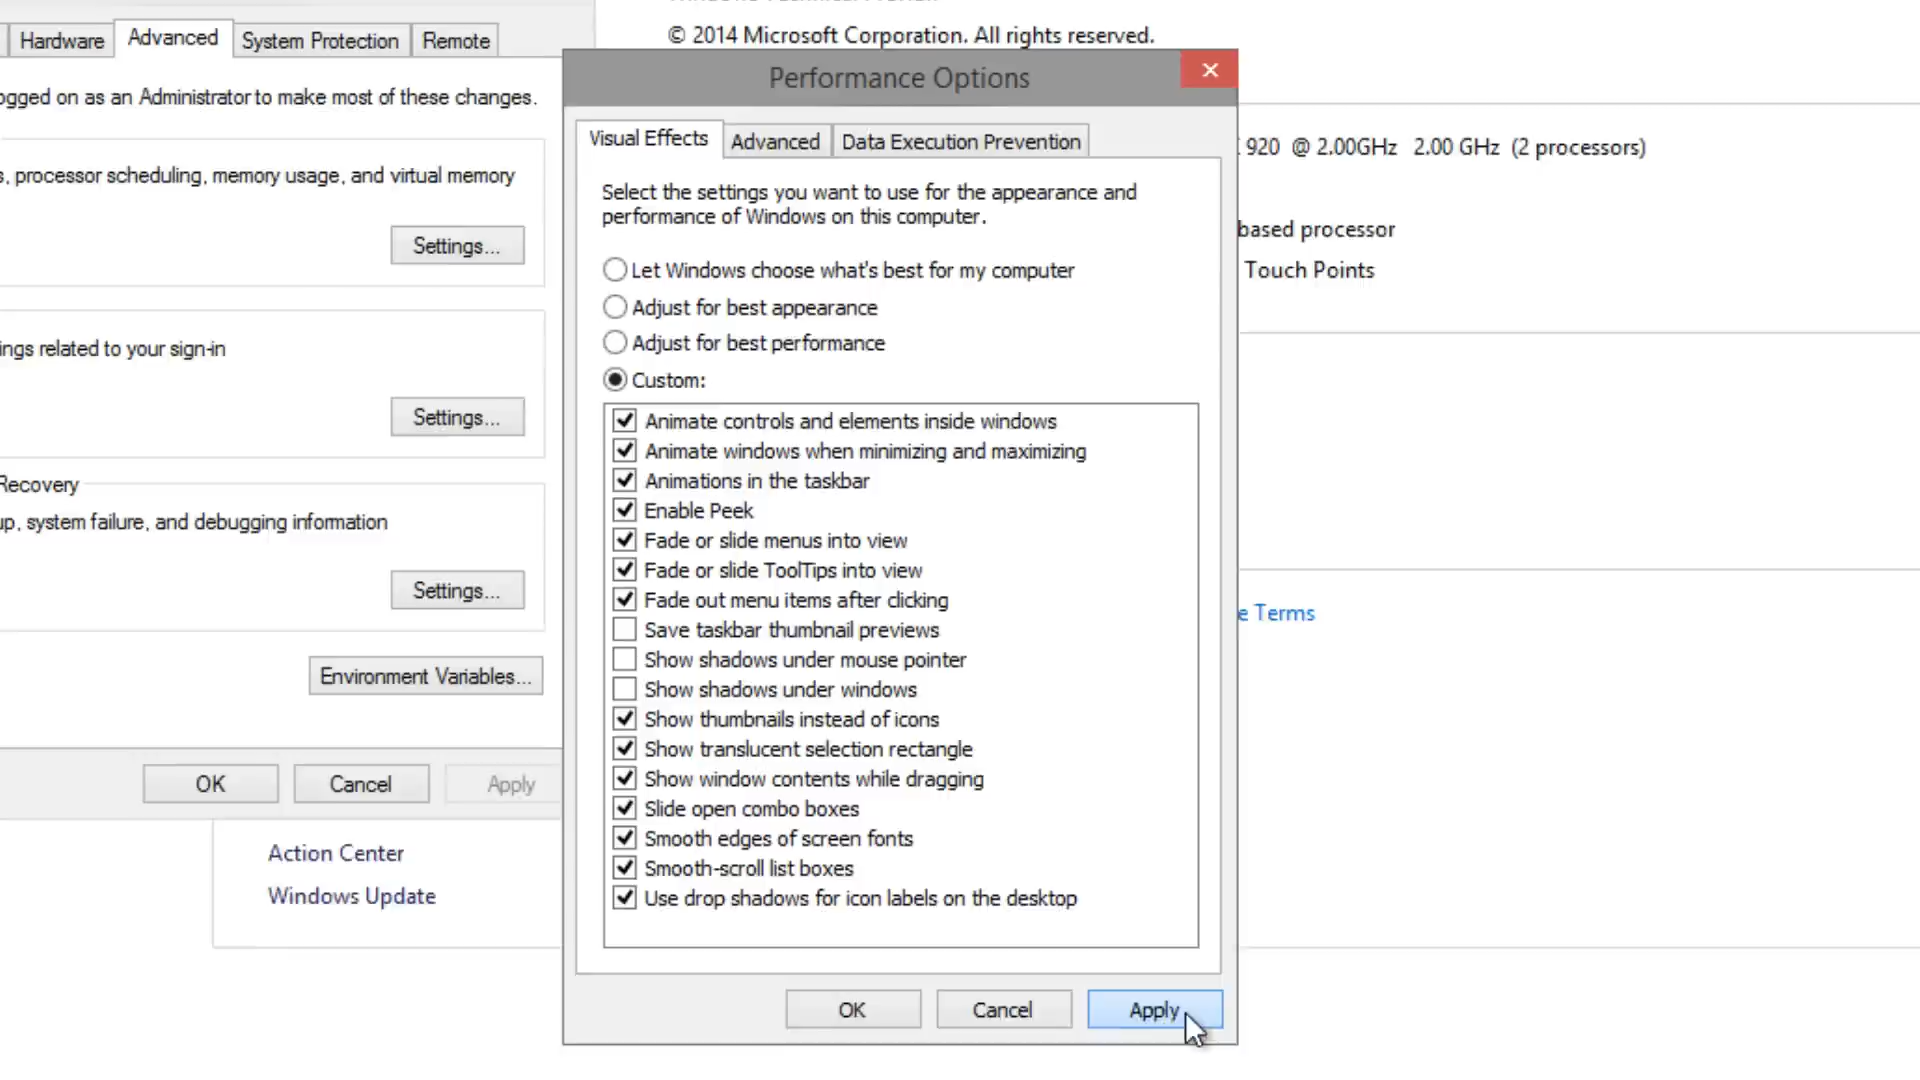 © 2014 Microsoft Corporation. All rights reserved.
Hardware
Advanced
System Protection
Remote
ogged on as an Administrator to make most of these changes.
s, processor scheduling, memory usage, and virtual memory
Settings...
ings related to your sign-in
Settings...
Recovery
up, system failure, and debugging information
Settings...
Environment Variables...
OK
Cancel
Apply
Action Center
Windows Update
Performance Options
Visual Effects
Advanced
Data Execution Prevention
Select the settings you want to use for the appearance and
performance of Windows on this computer.
Let Windows choose what's best for my computer
Adjust for best appearance
Adjust for best performance
Custom:
Animate controls and elements inside windows
Animate windows when minimizing and maximizing
Animations in the taskbar
Enable Peek
Fade or slide menus into view
Fade or slide ToolTips into view
Fade out menu items after clicking
Save taskbar thumbnail previews
Show shadows under mouse pointer
Show shadows under windows
Show thumbnails instead of icons
Show translucent selection rectangle
Show window contents while dragging
Slide open combo boxes
Smooth edges of screen fonts
Smooth-scroll list boxes
Use drop shadows for icon labels on the desktop
OK
Cancel
Apply
920 @ 2.00GHz 2.00 GHz (2 processors)
based processor
Touch Points
e Terms